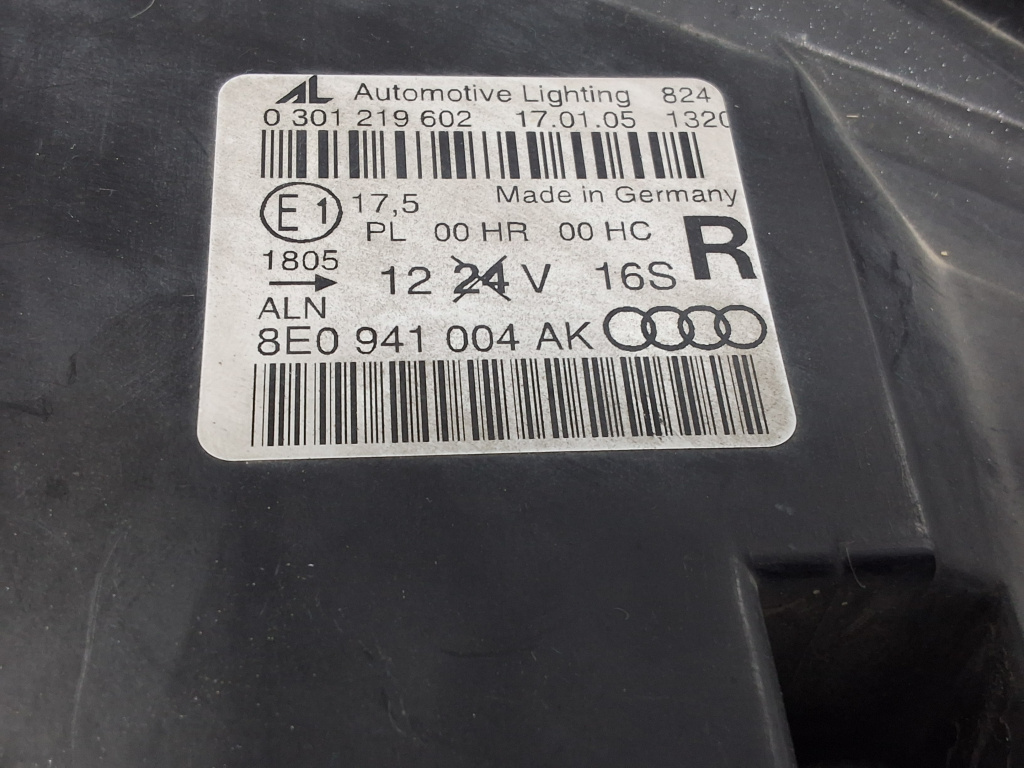 AL Automotive Lighting 824
0 301 219 602 17.01.05 1320
Made in Germany
E1 17,5
PL 00 HR 00 HC R
1805
12 24 V 16S
ALN
8E0 941 004 AK